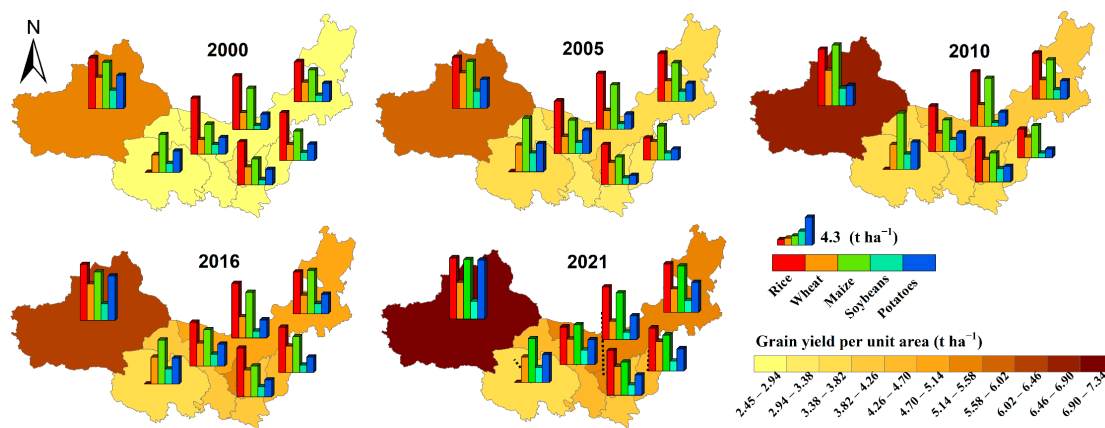 N
2000
2005
2010
2016
2021
4.3 (t ha−1)
Rice
Wheat
Maize
Soybeans
Potatoes
Grain yield per unit area (t ha−1)
2.45 – 2.94
2.94 – 3.38
3.38 – 3.82
3.82 – 4.26
4.26 – 4.70
4.70 – 5.14
5.14 – 5.58
5.58 – 6.02
6.02 – 6.46
6.46 – 6.90
6.90 – 7.34